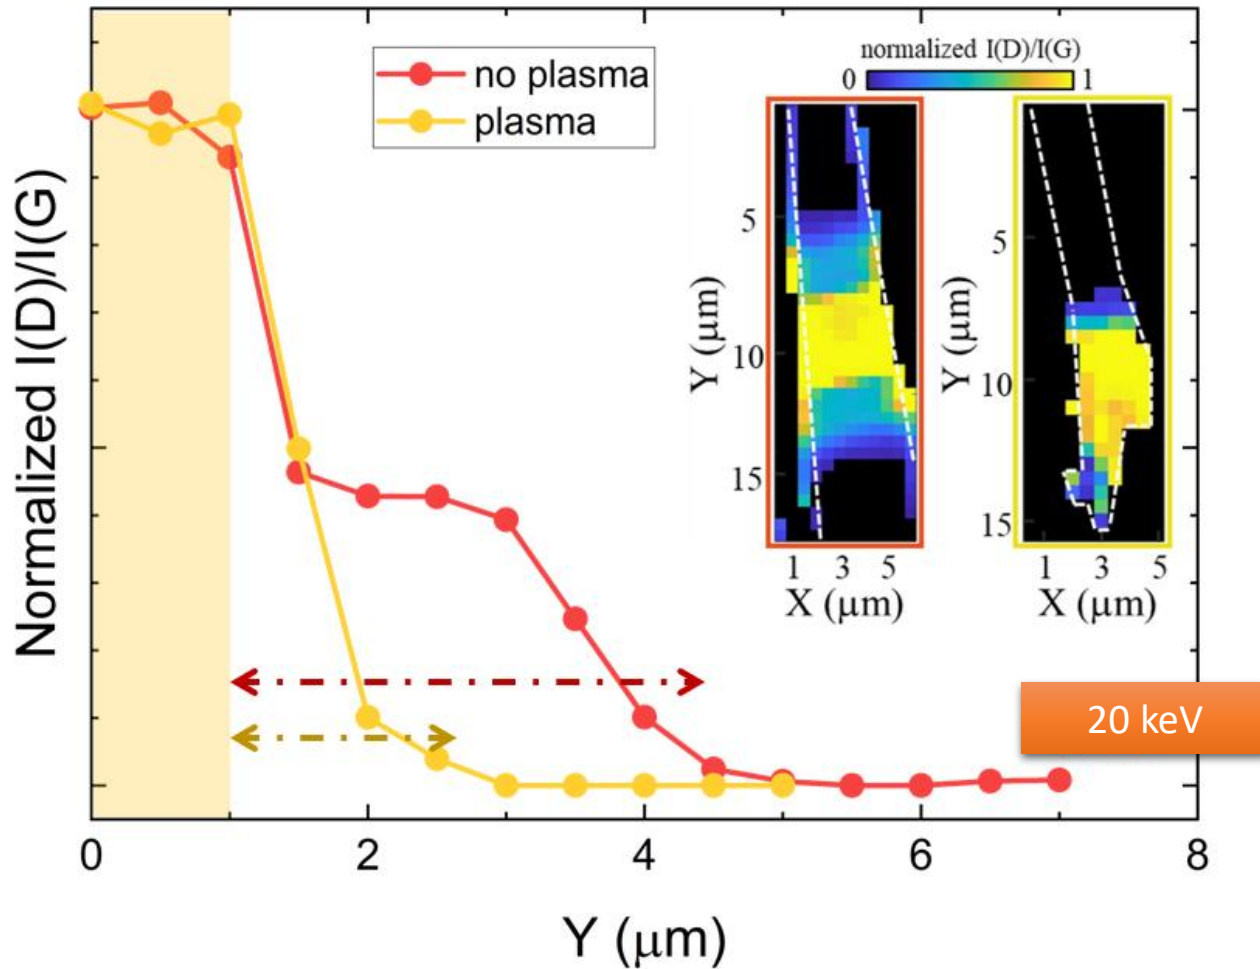 Normalized I(D)/I(G)
no plasma
plasma
normalized I(D)/I(G)
0 1
Y (μm)
5
10
15
1 3 5
X (μm)
Y (μm)
5
10
15
1 3 5
X (μm)
20 keV
0 2 4 6 8
Y (μm)